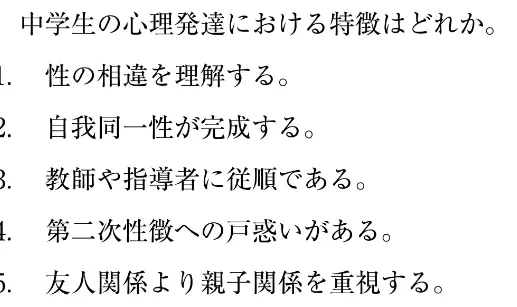 中学生の心理発達における特徴はどれか。
1. 性の相違を理解する。
2. 自我同一性が完成する。
3. 教師や指導者に従順である。
4. 第二次性徴への戸惑いがある。
5. 友人関係より親子関係を重視する。